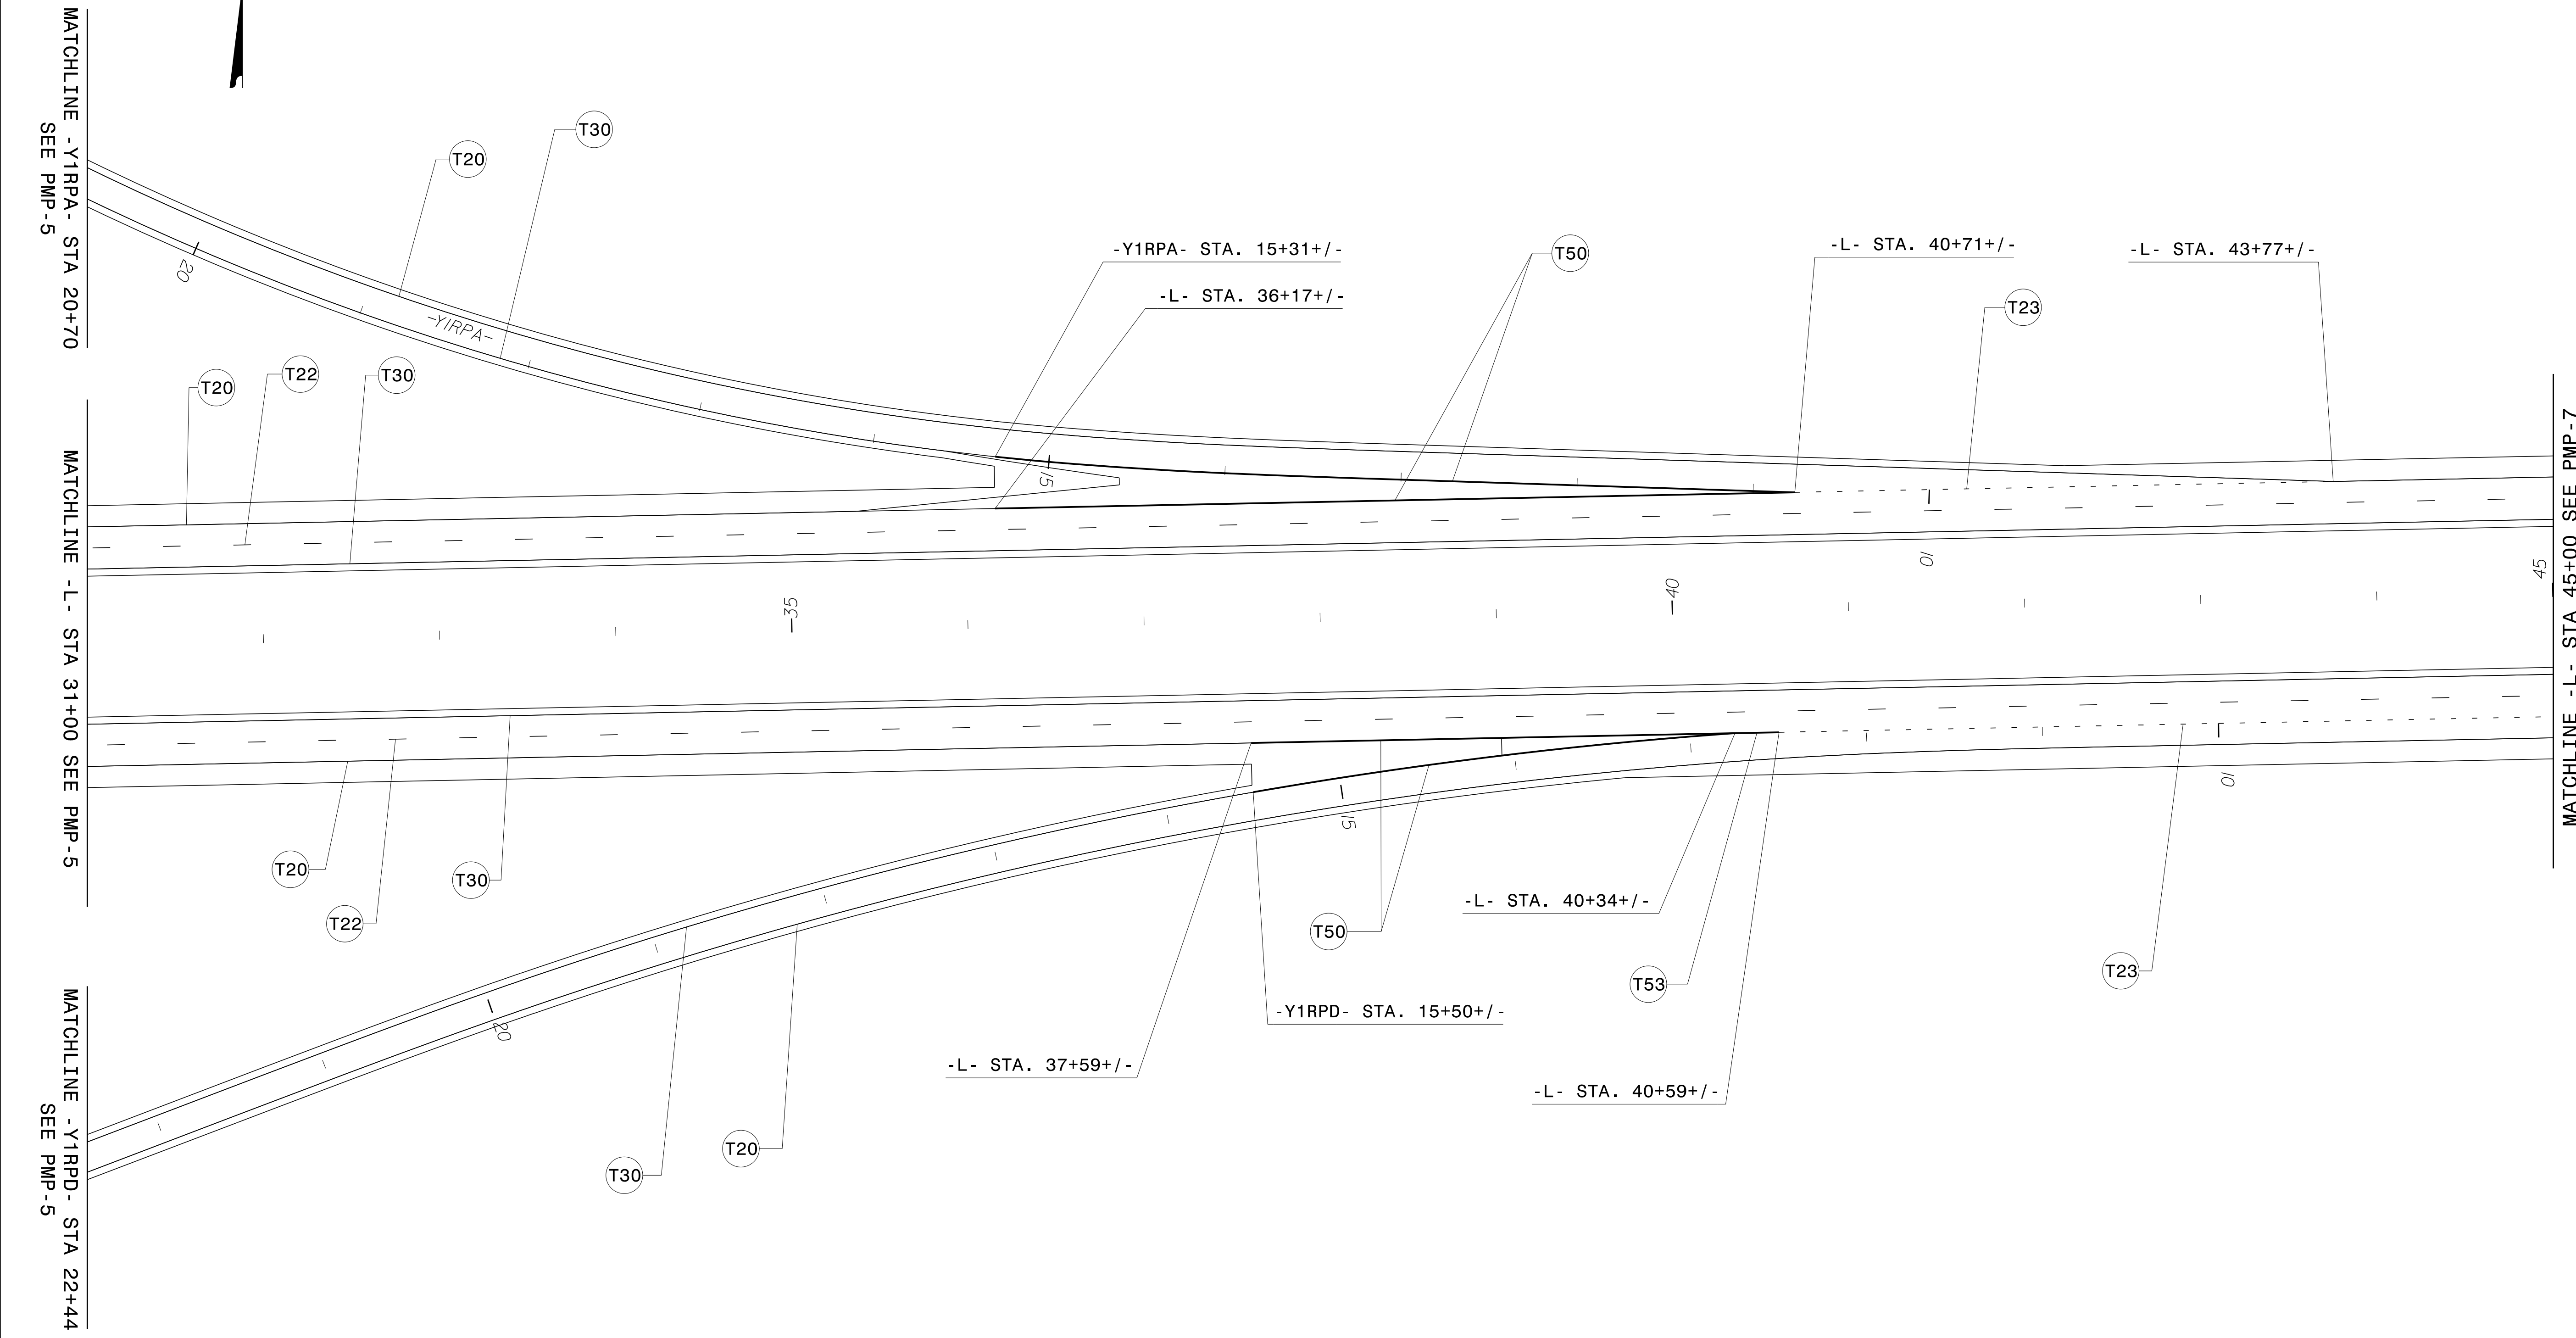 MATCHLINE -Y1RPA- STA 20+70
SEE PMP-5
T30
T20
20
-Y1RPA-
-Y1RPA- STA. 15+31+/-
-L- STA. 36+17+/-
T50
-L- STA. 40+71+/-
-L- STA. 43+77+/-
T23
T20
T22
T30
15
10
MATCHLINE -L- STA 31+00 SEE PMP-5
35
40
45
MATCHLINE -L- STA 45+00 SEE PMP-7
10
15
T20
T22
T30
T50
-L- STA. 40+34+/-
T53
T23
-Y1RPD- STA. 15+50+/-
-L- STA. 37+59+/-
-L- STA. 40+59+/-
20
T20
T30
MATCHLINE -Y1RPD- STA 22+44
SEE PMP-5